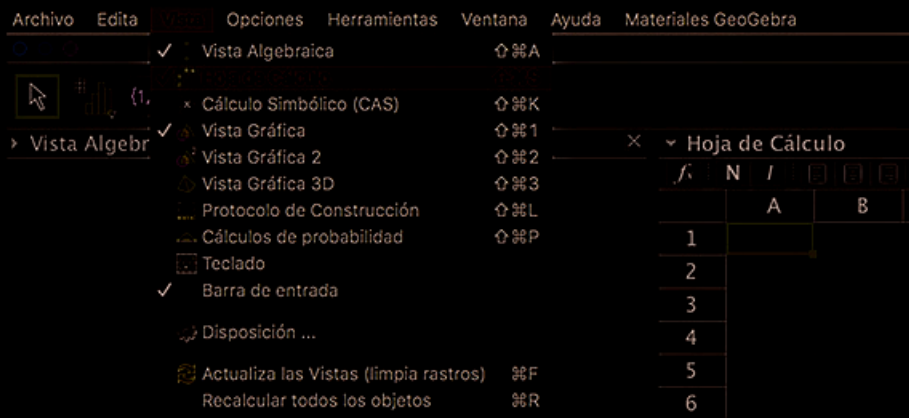 Archivo Edita Vista Opciones Herramientas Ventana Ayuda Materiales GeoGebra
✓ Vista Algebraica ⇧⌘A
× Cálculo Simbólico (CAS) ⇧⌘K
{1,
✓ Vista Gráfica ⇧⌘1
Vista Algebr
Hoja de Cálculo
Vista Gráfica 2 ⇧⌘2
Vista Gráfica 3D ⇧⌘3
N I
Protocolo de Construcción ⇧⌘L
A B
Cálculos de probabilidad ⇧⌘P
1
Teclado
2
✓ Barra de entrada
3
Disposición ...
4
Actualiza las Vistas (limpia rastros) ⌘F
5
Recalcular todos los objetos ⌘R
6